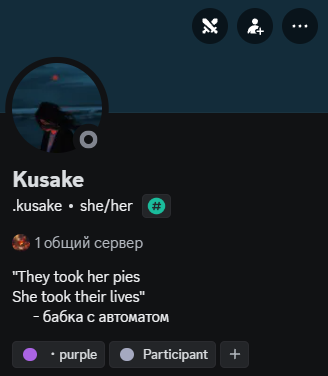 Kusake
.kusake • she/her #
1 общий сервер
"They took her pies
She took their lives"
- бабка с автоматом
・purple Participant +